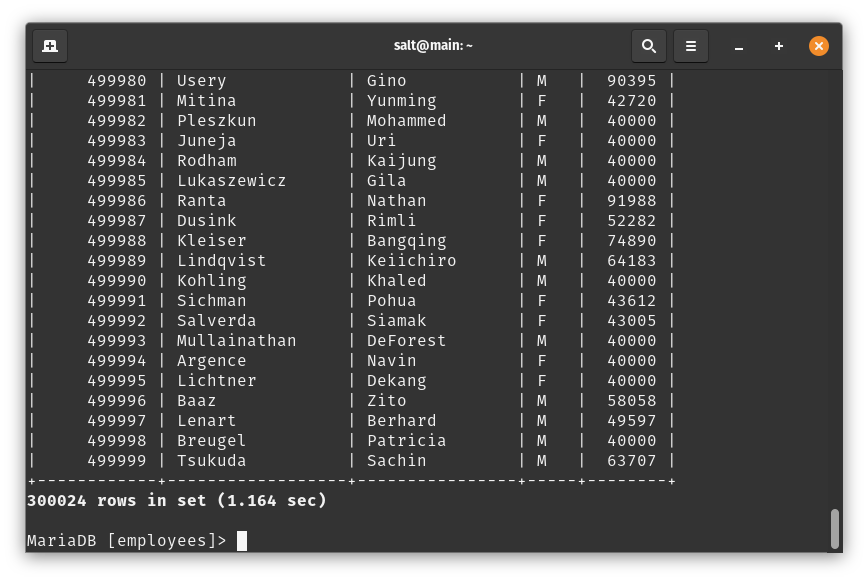 salt@main: ~
|     499980 | Usery            | Gino           | M   |  90395 |
|     499981 | Mitina           | Yunming        | F   |  42720 |
|     499982 | Pleszkun         | Mohammed       | M   |  40000 |
|     499983 | Juneja           | Uri            | F   |  40000 |
|     499984 | Rodham           | Kaijung        | M   |  40000 |
|     499985 | Lukaszewicz      | Gila           | M   |  40000 |
|     499986 | Ranta            | Nathan         | F   |  91988 |
|     499987 | Dusink           | Rimli          | F   |  52282 |
|     499988 | Kleiser          | Bangqing       | F   |  74890 |
|     499989 | Lindqvist        | Keiichiro      | M   |  64183 |
|     499990 | Kohling          | Khaled         | M   |  40000 |
|     499991 | Sichman          | Pohua          | F   |  43612 |
|     499992 | Salverda         | Siamak         | F   |  43005 |
|     499993 | Mullainathan     | DeForest       | M   |  40000 |
|     499994 | Argence          | Navin          | F   |  40000 |
|     499995 | Lichtner         | Dekang         | F   |  40000 |
|     499996 | Baaz             | Zito           | M   |  58058 |
|     499997 | Lenart           | Berhard        | M   |  49597 |
|     499998 | Breugel          | Patricia       | M   |  40000 |
|     499999 | Tsukuda          | Sachin         | M   |  63707 |
+------------+------------------+----------------+-----+--------+
300024 rows in set (1.164 sec)
MariaDB [employees]>